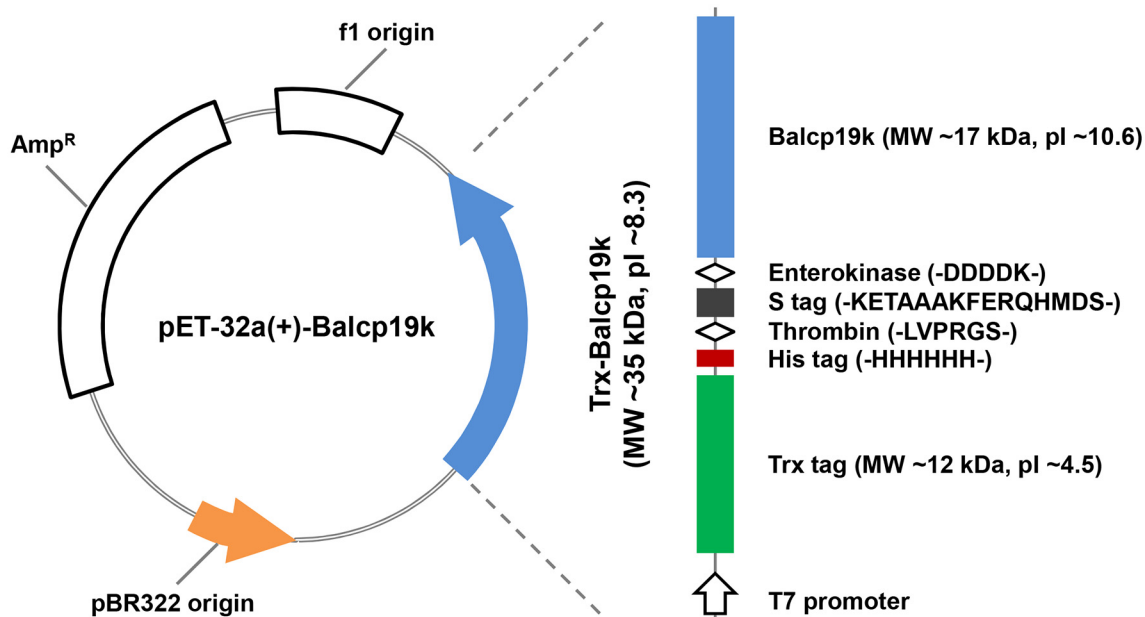 f1 origin
Amp^R
pET-32a(+)-Balcp19k
pBR322 origin
Trx-Balcp19k
(MW ~35 kDa, pI ~8.3)
Balcp19k (MW ~17 kDa, pI ~10.6)
Enterokinase (-DDDDK-)
S tag (-KETAAAKFERQHMDS-)
Thrombin (-LVPRGS-)
His tag (-HHHHHH-)
Trx tag (MW ~12 kDa, pI ~4.5)
T7 promoter